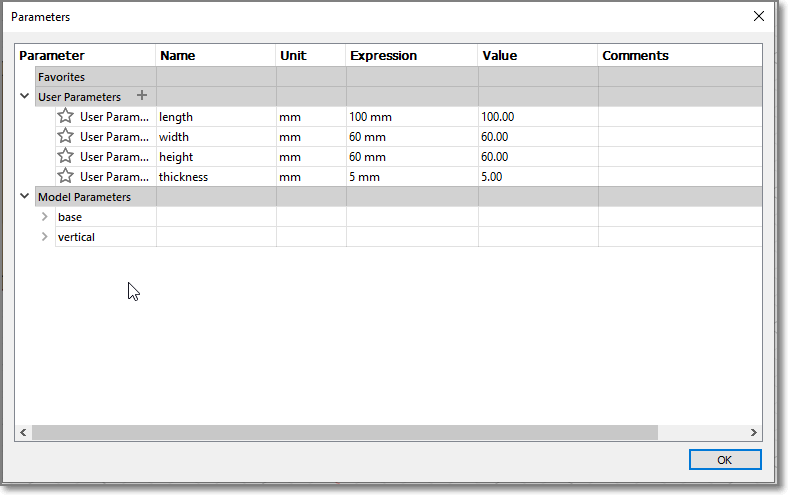 Parameters
Parameter Name Unit Expression Value Comments
Favorites
User Parameters +
User Param... length mm 100 mm 100.00
User Param... width mm 60 mm 60.00
User Param... height mm 60 mm 60.00
User Param... thickness mm 5 mm 5.00
Model Parameters
base
vertical
OK